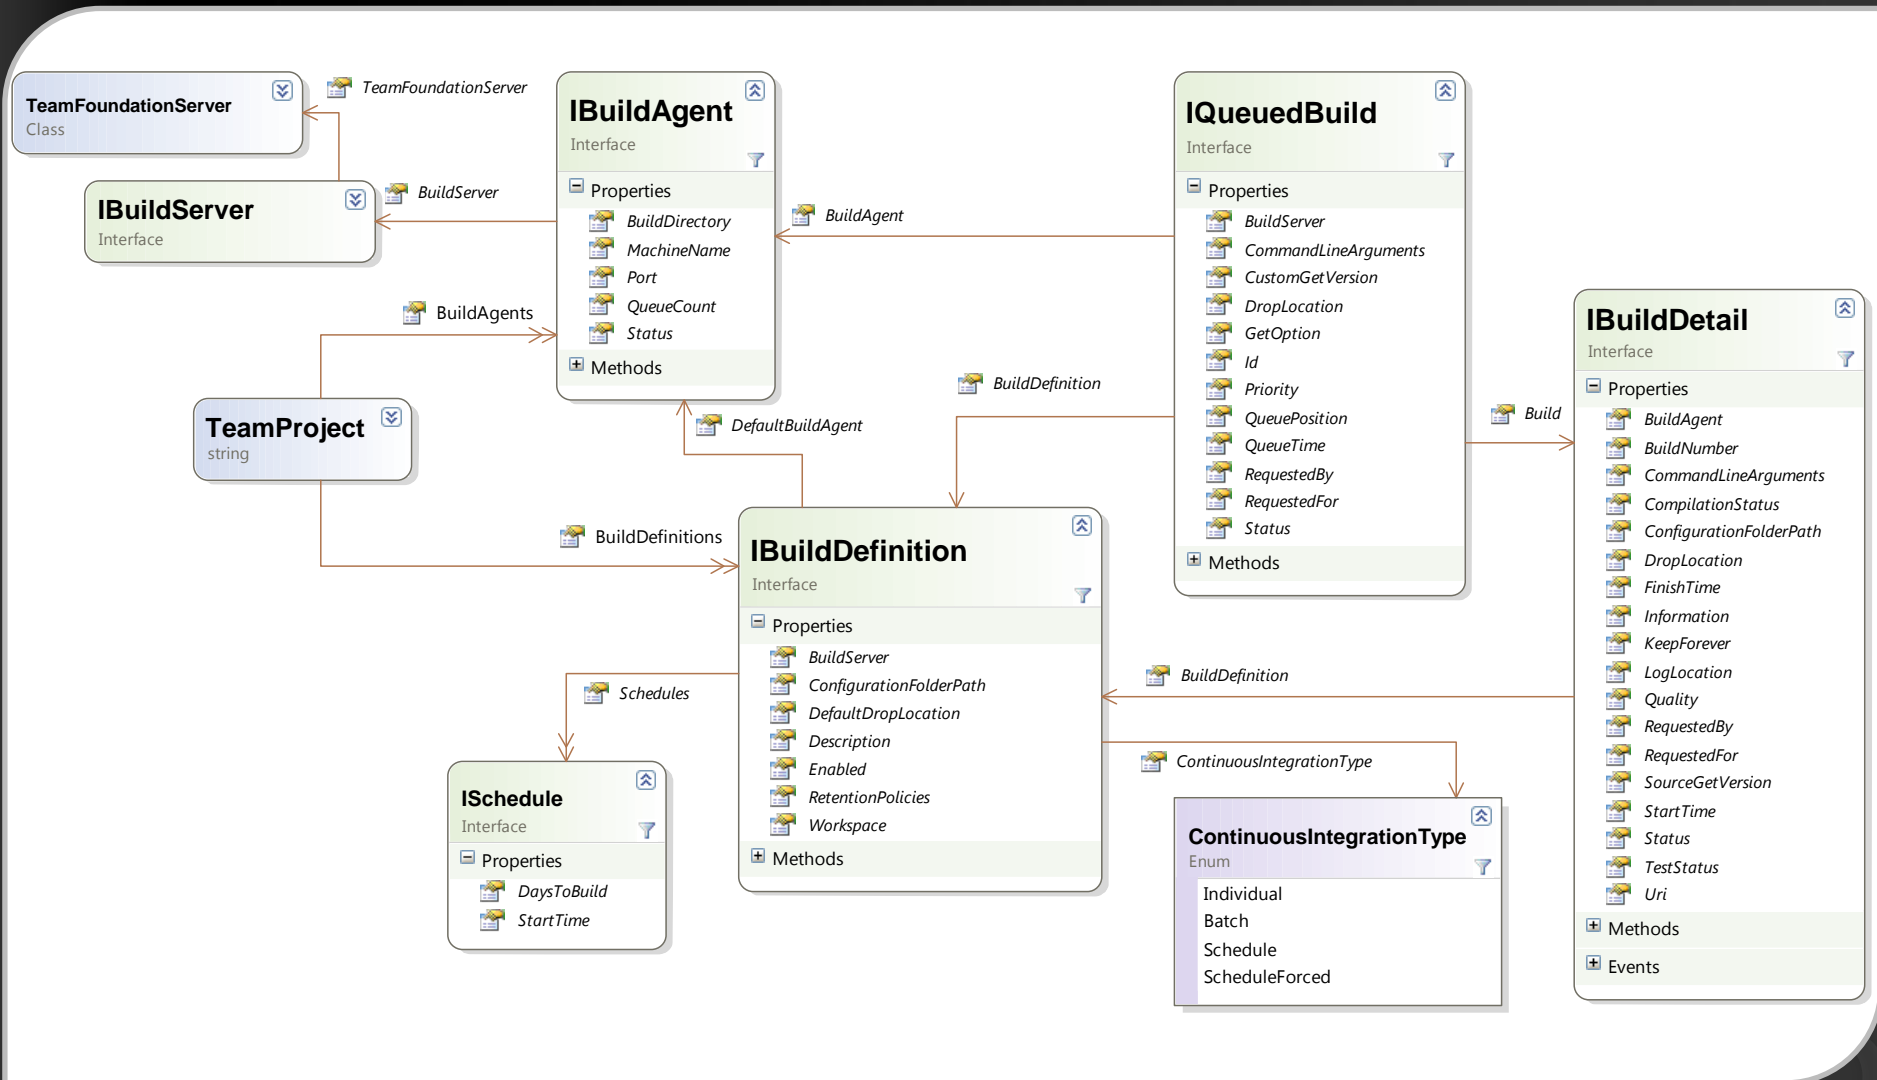 TeamFoundationServer
Class
TeamFoundationServer
IBuildServer
Interface
BuildServer
IBuildAgent
Interface
Properties
BuildDirectory
MachineName
Port
QueueCount
Status
Methods
BuildAgent
IQueuedBuild
Interface
Properties
BuildServer
CommandLineArguments
CustomGetVersion
DropLocation
GetOption
Id
Priority
QueuePosition
QueueTime
RequestedBy
RequestedFor
Status
Methods
BuildAgents
TeamProject
string
BuildDefinitions
DefaultBuildAgent
BuildDefinition
Build
IBuildDetail
Interface
Properties
BuildAgent
BuildNumber
CommandLineArguments
CompilationStatus
ConfigurationFolderPath
DropLocation
FinishTime
Information
KeepForever
LogLocation
Quality
RequestedBy
RequestedFor
SourceGetVersion
StartTime
Status
TestStatus
Uri
Methods
Events
IBuildDefinition
Interface
Properties
BuildServer
ConfigurationFolderPath
DefaultDropLocation
Description
Enabled
RetentionPolicies
Workspace
Methods
BuildDefinition
Schedules
ISchedule
Interface
Properties
DaysToBuild
StartTime
ContinuousIntegrationType
ContinuousIntegrationType
Enum
Individual
Batch
Schedule
ScheduleForced